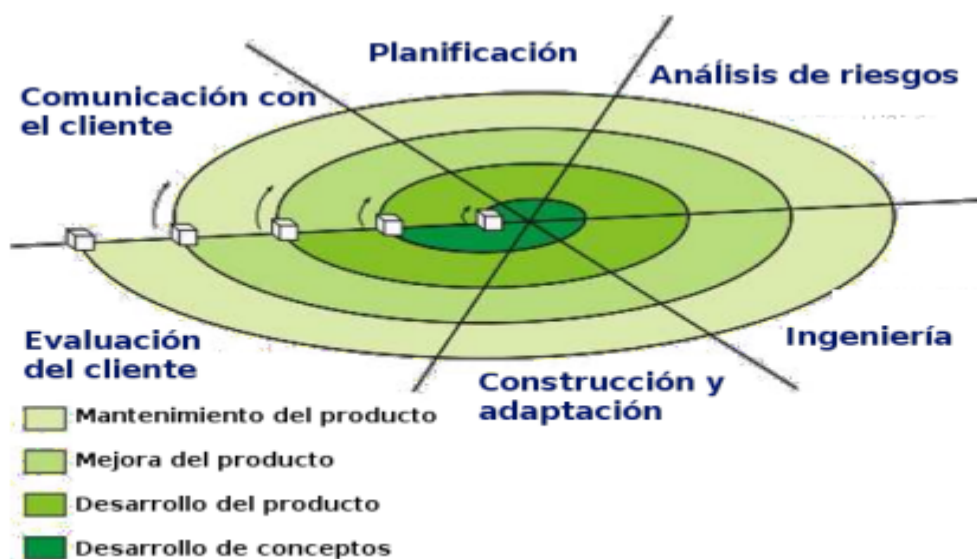 Planificación
Análisis de riesgos
Comunicación con
el cliente
Evaluación
del cliente
Ingeniería
Construcción y
adaptación
Mantenimiento del producto
Mejora del producto
Desarrollo del producto
Desarrollo de conceptos